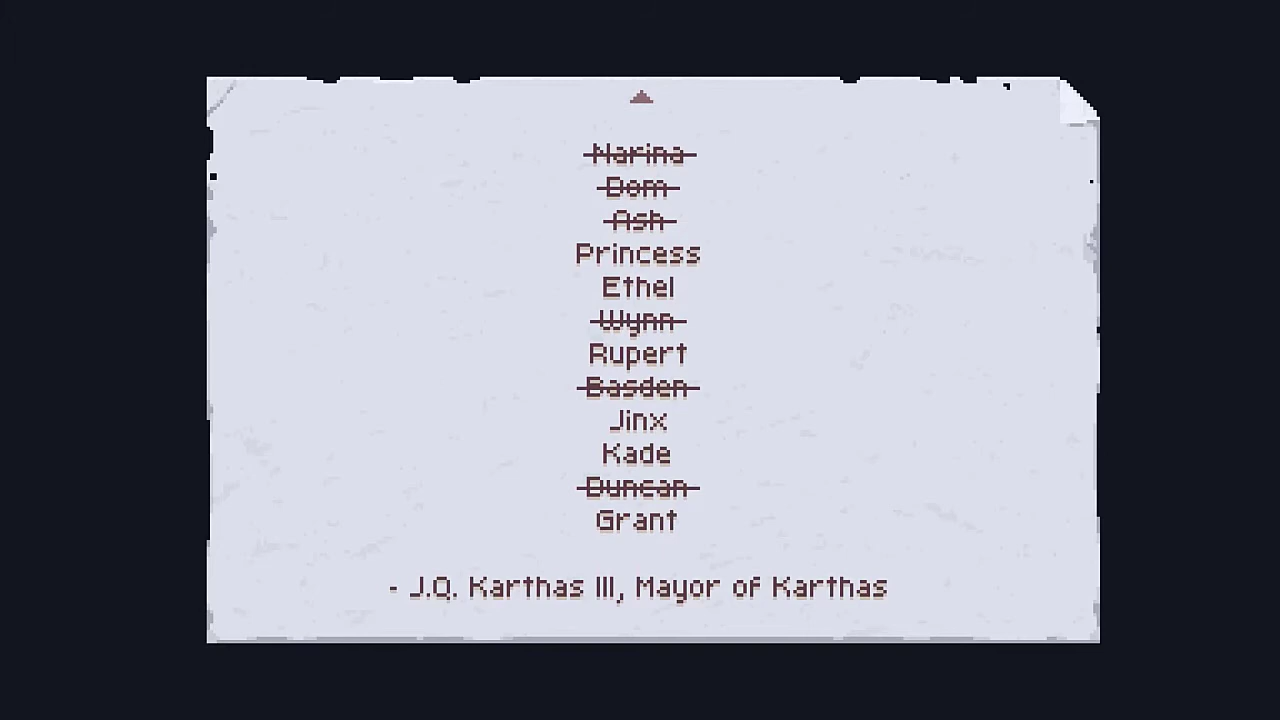 Narina
Dom
Ash
Princess
Ethel
Wynn
Rupert
Basden
Jinx
Kade
Duncan
Grant
- J.Q. Karthas III, Mayor of Karthas